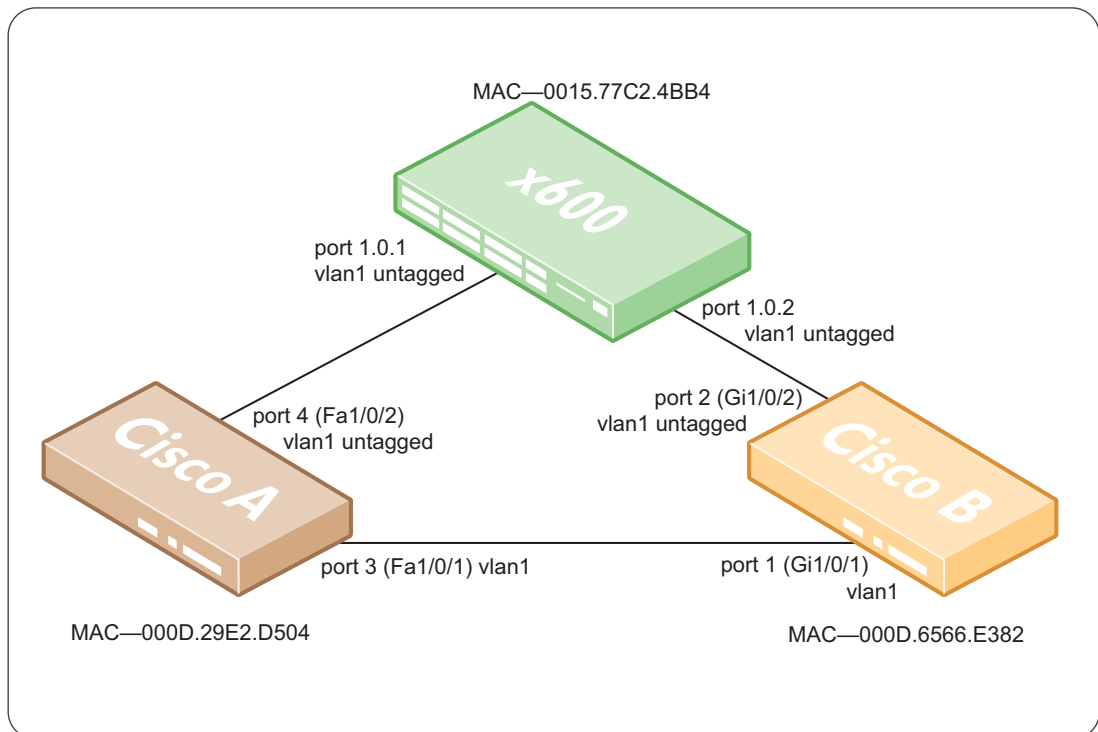 MAC—0015.77C2.4BB4
x600
port 1.0.1
vlan1 untagged
port 1.0.2
vlan1 untagged
port 4 (Fa1/0/2)
vlan1 untagged
port 2 (Gi1/0/2)
vlan1 untagged
Cisco A
Cisco B
port 3 (Fa1/0/1) vlan1
port 1 (Gi1/0/1)
vlan1
MAC—000D.29E2.D504
MAC—000D.6566.E382